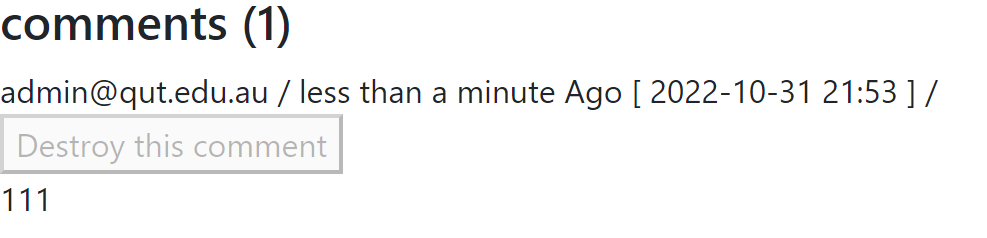 comments (1)
admin@qut.edu.au / less than a minute Ago [ 2022-10-31 21:53 ] /
Destroy this comment
111